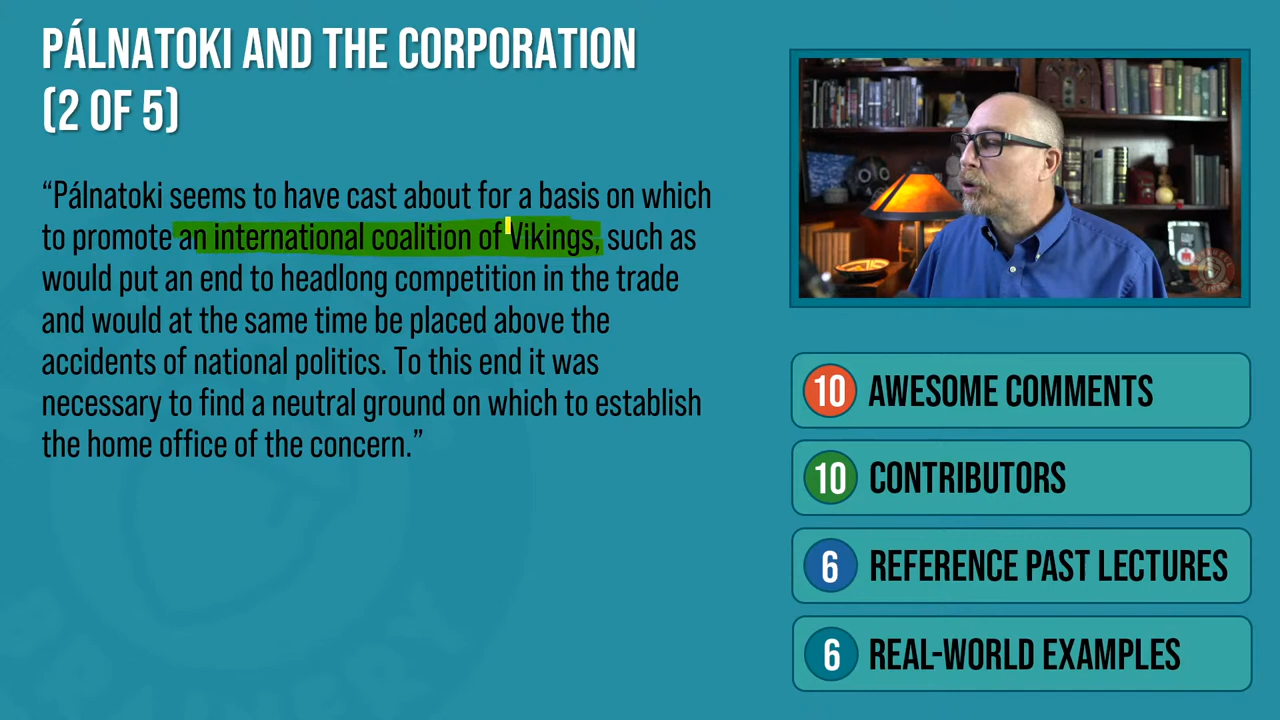 PÁLNATOKI AND THE CORPORATION
(2 OF 5)
“Pálnatoki seems to have cast about for a basis on which
to promote an international coalition of Vikings, such as
would put an end to headlong competition in the trade
and would at the same time be placed above the
accidents of national politics. To this end it was
necessary to find a neutral ground on which to establish
the home office of the concern.”
10 AWESOME COMMENTS
10 CONTRIBUTORS
6 REFERENCE PAST LECTURES
6 REAL-WORLD EXAMPLES